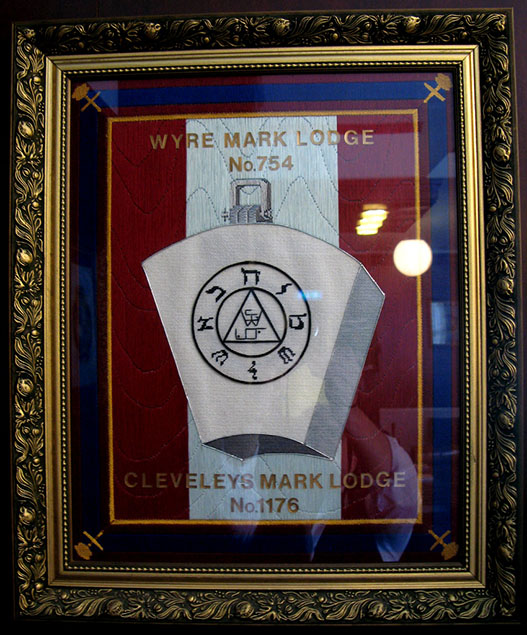 WYRE MARK LODGE
No.754
CLEVELEYS MARK LODGE
No.1176